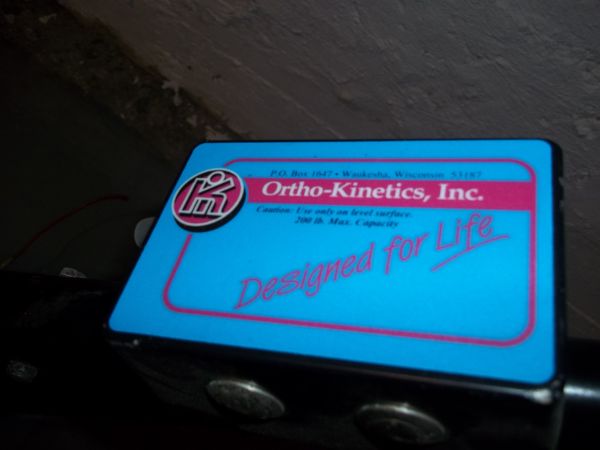 P.O. Box 1647 • Waukesha, Wisconsin 53187
Ortho-Kinetics, Inc.
Caution: Use only on level surface.
200 lb. Max. Capacity
Designed for Life